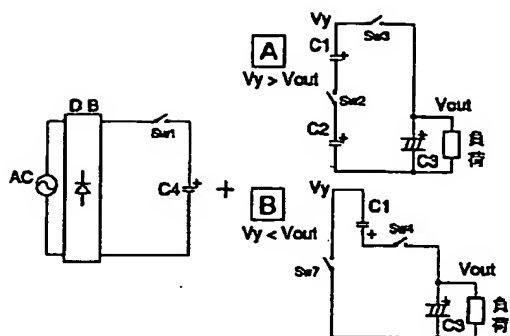 Vy
Sw3
C1
A
Vy > Vout
Sw2
DB
Sw1
Vout
C2
AC
C4
+
C3
負荷
B
Vy
C1
Vy < Vout
Sw4
Sw7
Vout
C3
負荷